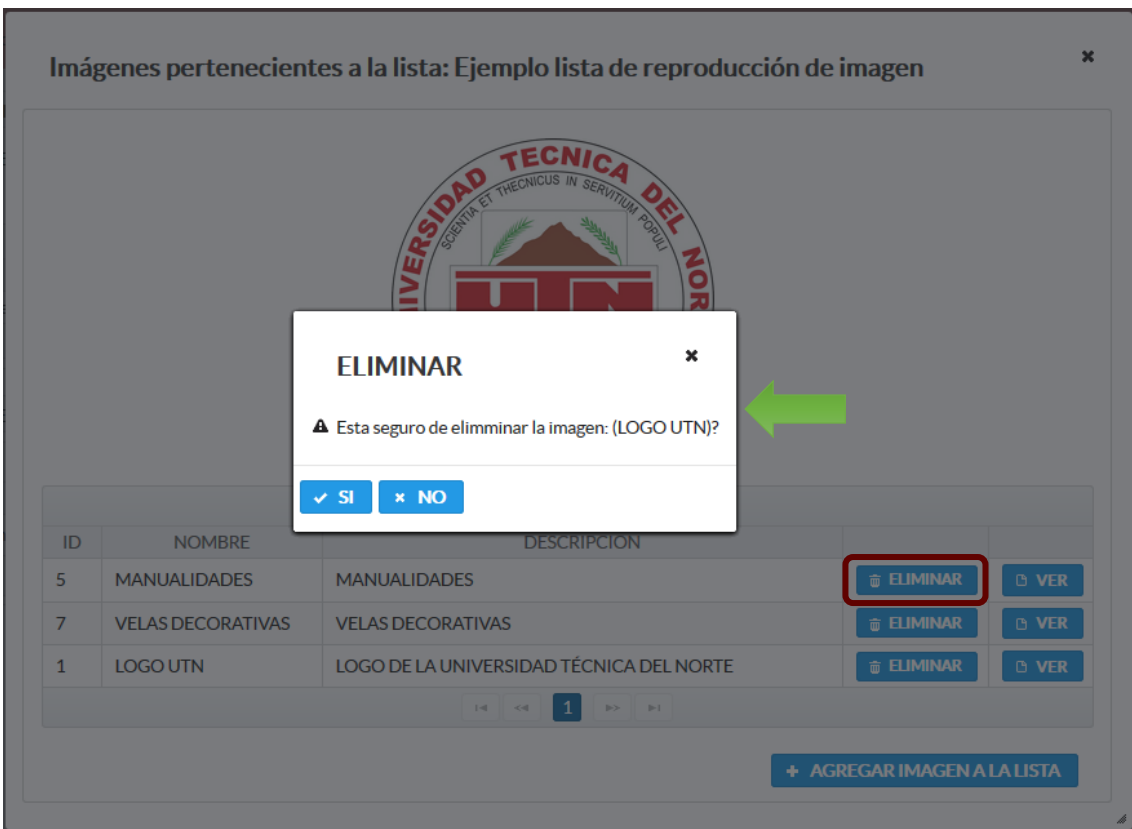 Imágenes pertenecientes a la lista: Ejemplo lista de reproducción de imagen
UNIVERSIDAD TECNICA DEL NORTE
SCIENTIA ET THECNICUS IN SERVITIUM POPULI
UTN
ELIMINAR
Esta seguro de elimminar la imagen: (LOGO UTN)?
SI NO
ID NOMBRE DESCRIPCION
5 MANUALIDADES MANUALIDADES ELIMINAR VER
7 VELAS DECORATIVAS VELAS DECORATIVAS ELIMINAR VER
1 LOGO UTN LOGO DE LA UNIVERSIDAD TÉCNICA DEL NORTE ELIMINAR VER
1
+ AGREGAR IMAGEN A LA LISTA